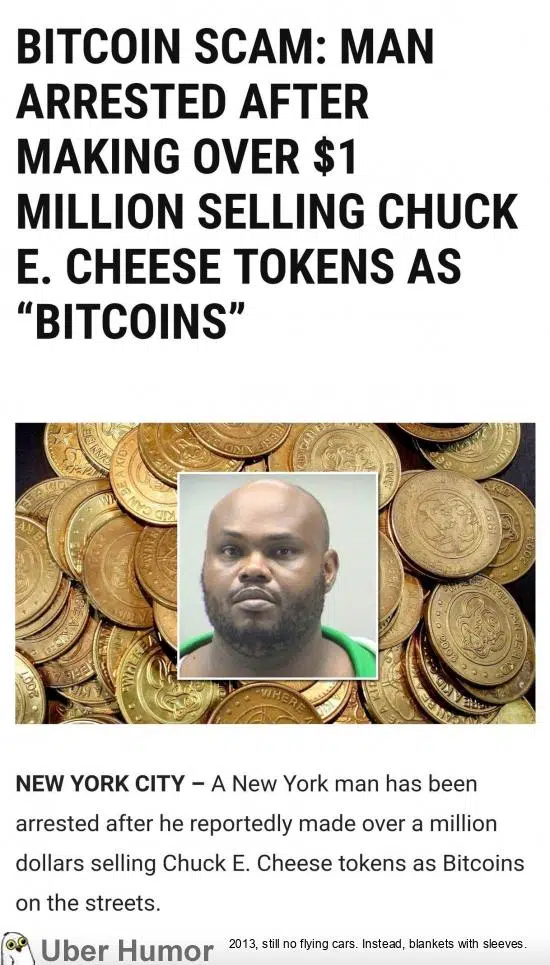 BITCOIN SCAM: MAN
ARRESTED AFTER
MAKING OVER $1
MILLION SELLING CHUCK
E. CHEESE TOKENS AS
“BITCOINS”
NEW YORK CITY – A New York man has been
arrested after he reportedly made over a million
dollars selling Chuck E. Cheese tokens as Bitcoins
on the streets.
Uber Humor
2013, still no flying cars. Instead, blankets with sleeves.